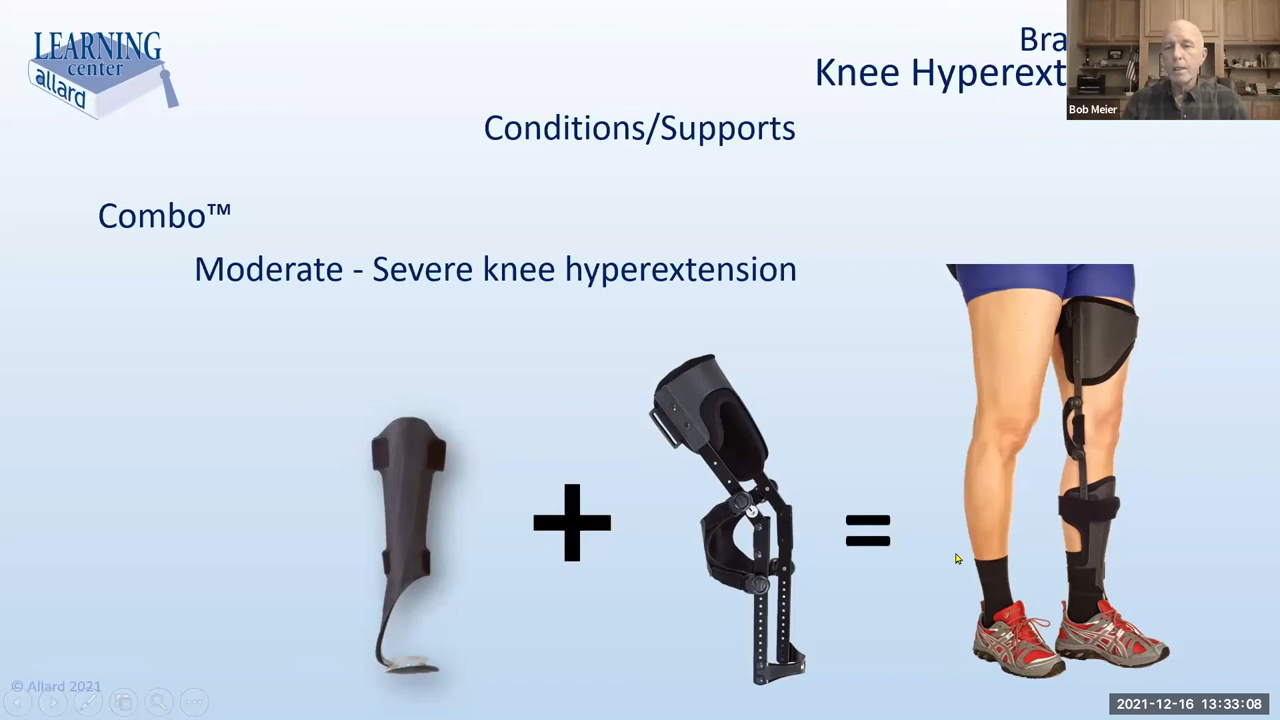 LEARNING
center
allard
Bra
Knee Hyperext
Bob Meier
Conditions/Supports
Combo™
Moderate - Severe knee hyperextension
+
=
© Allard 2021
2021-12-16 13:33:08